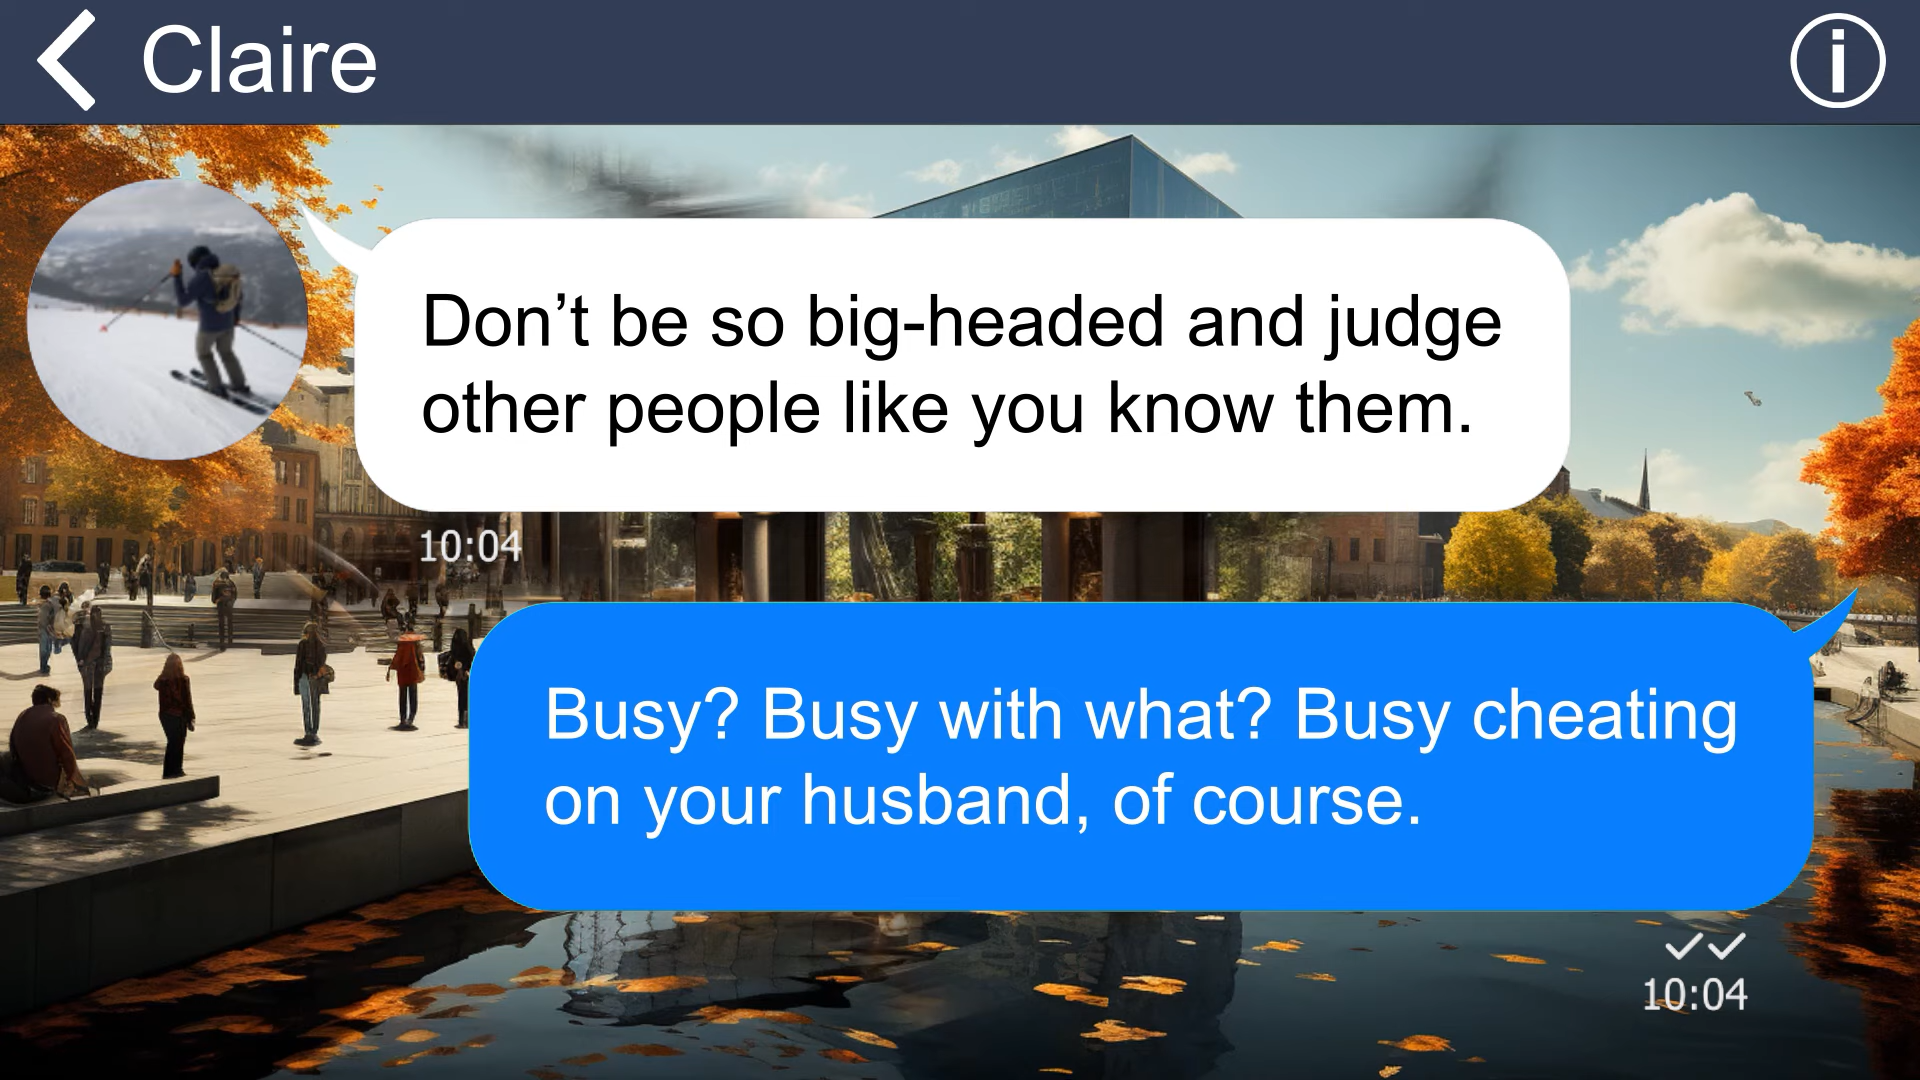 Claire
Don’t be so big-headed and judge
other people like you know them.
10:04
Busy? Busy with what? Busy cheating
on your husband, of course.
10:04